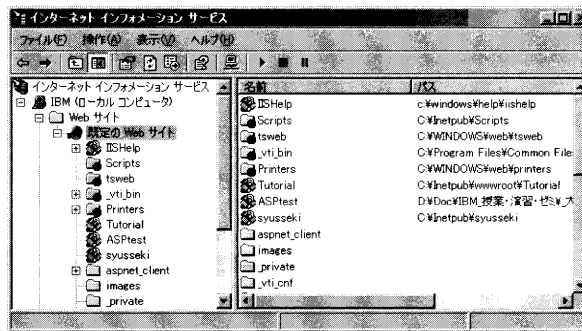 インターネット インフォメーション サービス
ファイル(F) 操作(A) 表示(V) ヘルプ(H)
インターネット インフォメーション サービス
IBM (ローカル コンピュータ)
Web サイト
既定の Web サイト
IISHelp
Scripts
tsweb
_vti_bin
Printers
Tutorial
ASPtest
syusseki
aspnet_client
images
_private
名前 パス
IISHelp c:¥windows¥help¥iishelp
Scripts C:¥Inetpub¥Scripts
tsweb C:¥WINDOWS¥web¥tsweb
_vti_bin C:¥Program Files¥Common File
Printers C:¥WINDOWS¥web¥printers
Tutorial C:¥Inetpub¥wwwroot¥Tutorial
ASPtest D:¥Doc¥IBM_授業・演習・ゼミ¥_大
syusseki C:¥Inetpub¥syusseki
aspnet_client
images
_private
_vti_cnf